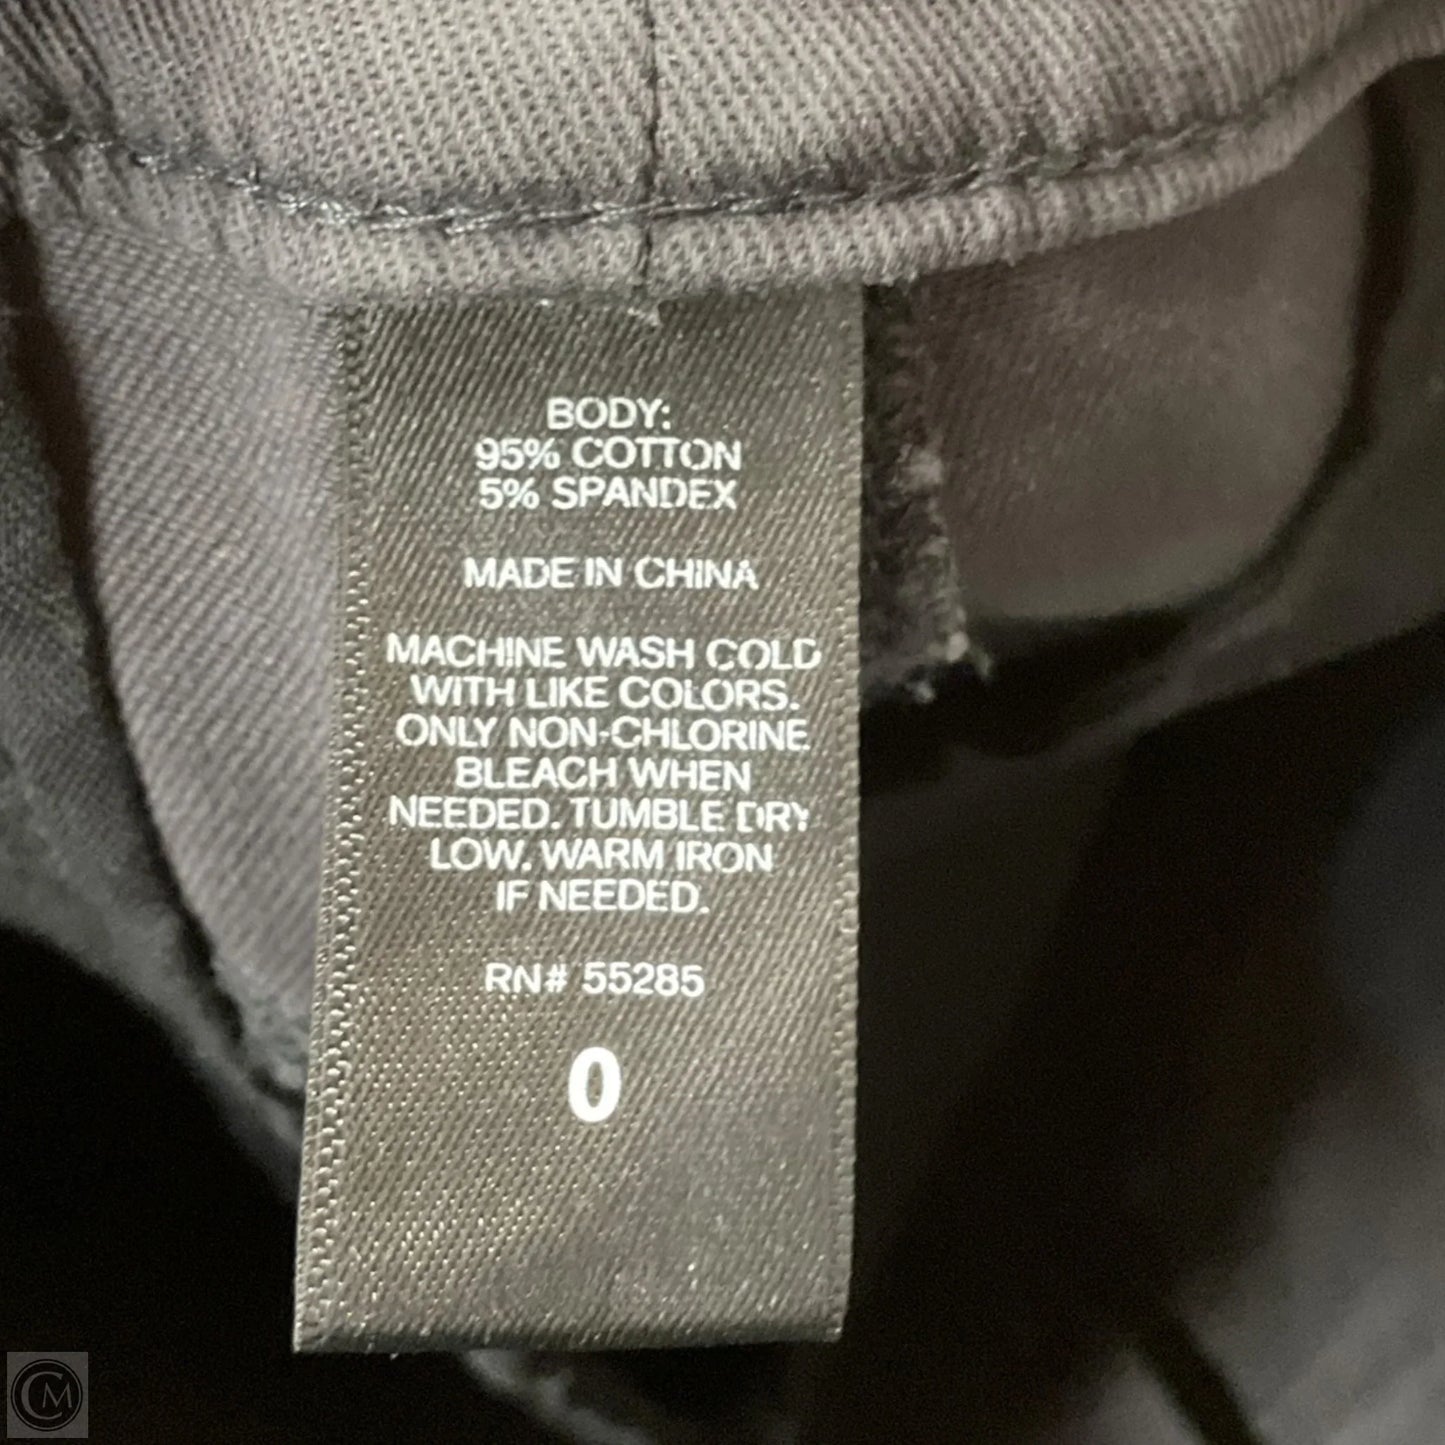 BODY:
95% COTTON
5% SPANDEX
MADE IN CHINA
MACHINE WASH COLD
WITH LIKE COLORS.
ONLY NON-CHLORINE
BLEACH WHEN
NEEDED. TUMBLE DRY
LOW. WARM IRON
IF NEEDED.
RN# 55285
0
CM